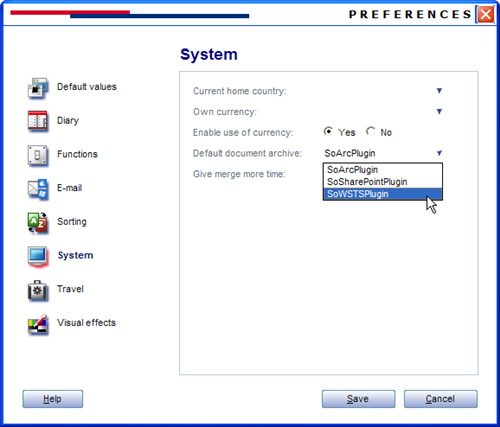 PREFERENCES
System
Default values
Diary
Functions
E-mail
Sorting
System
Travel
Visual effects
Current home country:
Own currency:
Enable use of currency: Yes No
Default document archive: SoArcPlugin
SoArcPlugin
SoSharePointPlugin
SoWSTSPlugin
Give merge more time:
Help
Save
Cancel